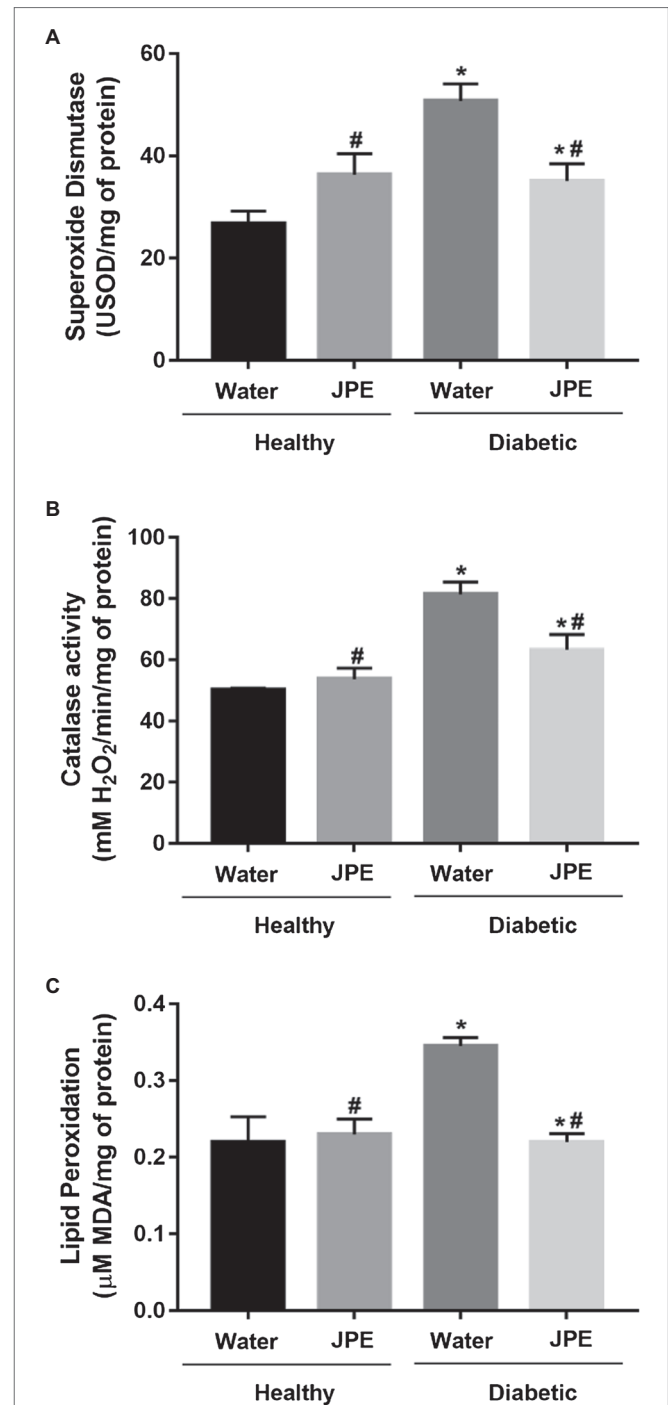 A
Superoxide Dismutase
(USOD/mg of protein)
60
40
20
0
#
*
*#
Water JPE Water JPE
Healthy Diabetic
B
Catalase activity
(mM H₂O₂/min/mg of protein)
100
80
60
40
20
0
#
*
*#
Water JPE Water JPE
Healthy Diabetic
C
Lipid Peroxidation
(µM MDA/mg of protein)
0.4
0.3
0.2
0.1
0.0
#
*
*#
Water JPE Water JPE
Healthy Diabetic